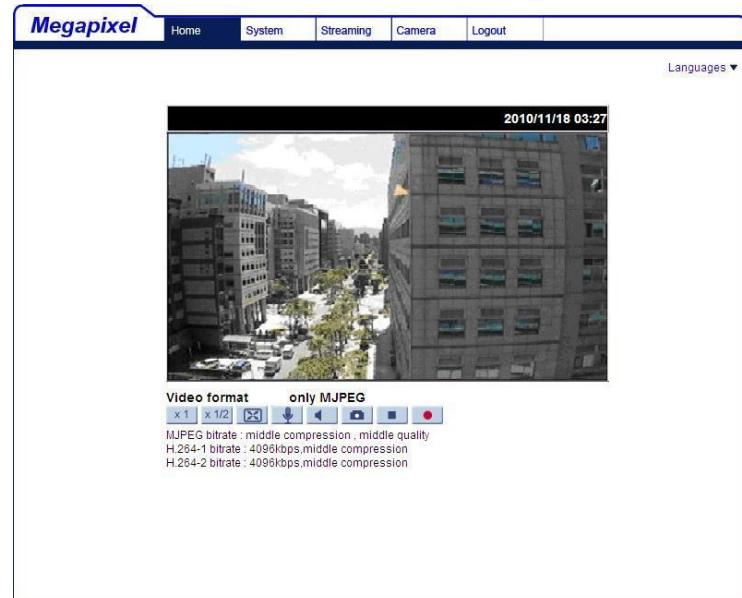 Megapixel
Home System Streaming Camera Logout
Languages ▼
2010/11/18 03:27
Video format only MJPEG
x 1 x 1/2
MJPEG bitrate : middle compression , middle quality
H.264-1 bitrate : 4096kbps,middle compression
H.264-2 bitrate : 4096kbps,middle compression